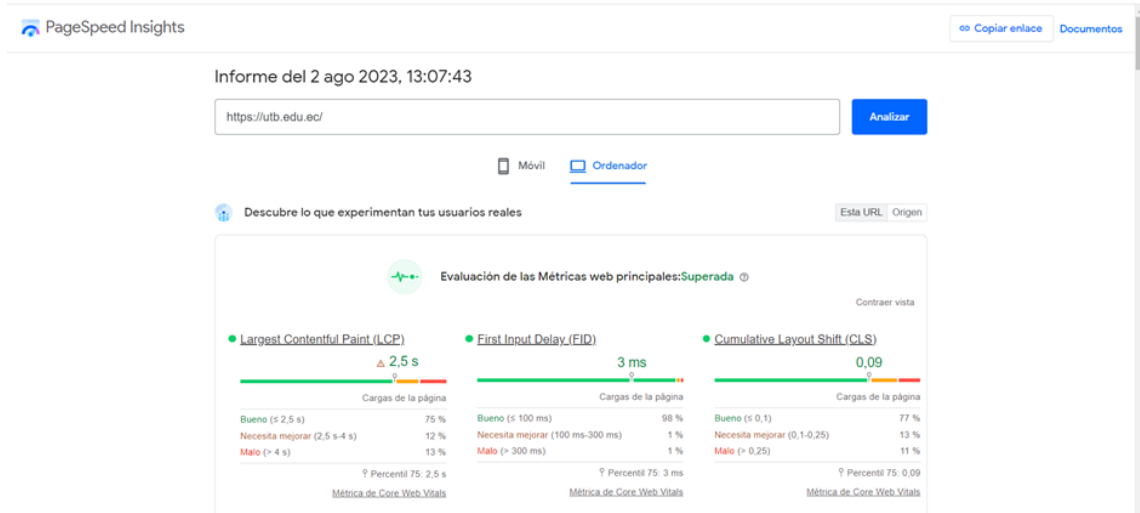 PageSpeed Insights
Copiar enlace Documentos
Informe del 2 ago 2023, 13:07:43
https://utb.edu.ec/ Analizar
Móvil Ordenador
Descubre lo que experimentan tus usuarios reales Esta URL Origen
Evaluación de las Métricas web principales:Superada
Contraer vista
Largest Contentful Paint (LCP)
2,5 s
Cargas de la página
Bueno (≤ 2,5 s) 75 %
Necesita mejorar (2,5 s-4 s) 12 %
Malo (> 4 s) 13 %
Percentil 75: 2,5 s
Métrica de Core Web Vitals
First Input Delay (FID)
3 ms
Cargas de la página
Bueno (≤ 100 ms) 98 %
Necesita mejorar (100 ms-300 ms) 1 %
Malo (> 300 ms) 1 %
Percentil 75: 3 ms
Métrica de Core Web Vitals
Cumulative Layout Shift (CLS)
0,09
Cargas de la página
Bueno (≤ 0,1) 77 %
Necesita mejorar (0,1-0,25) 13 %
Malo (> 0,25) 11 %
Percentil 75: 0,09
Métrica de Core Web Vitals